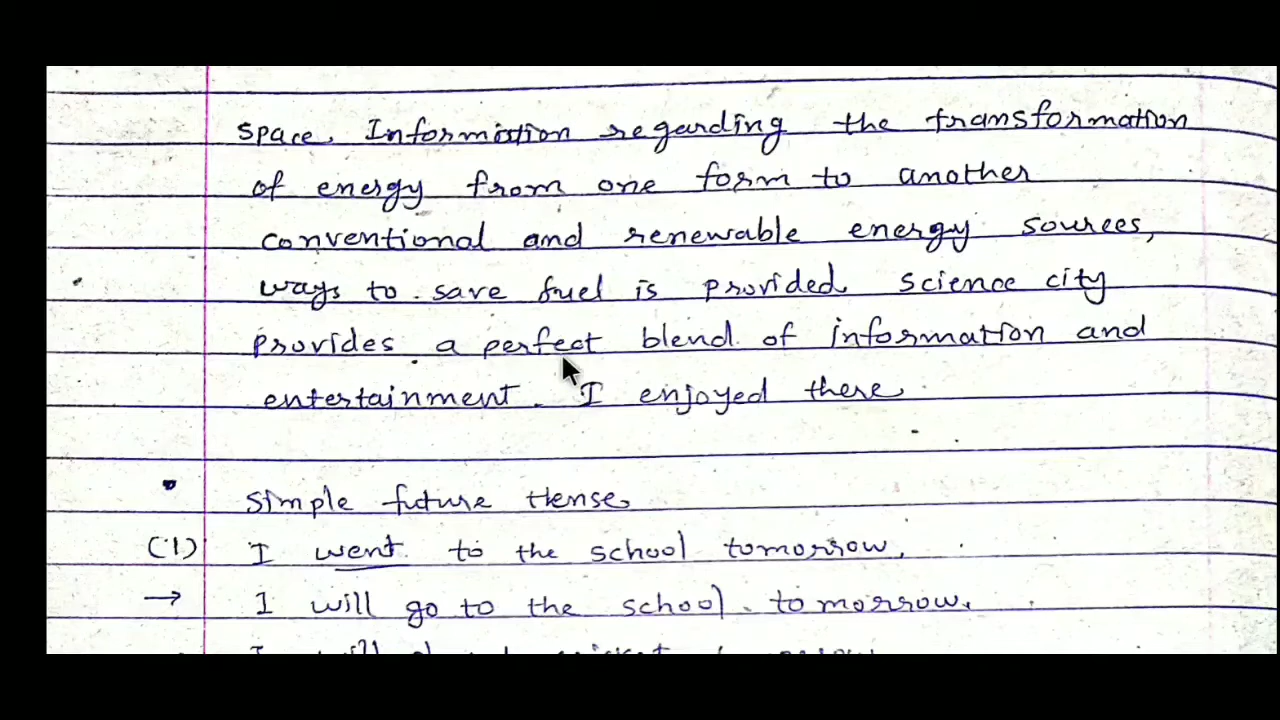 space. Information regarding the transformation
of energy from one form to another
conventional and renewable energy sources,
ways to save fuel is provided. science city
provides a perfect blend of information and
entertainment. I enjoyed there
• simple future tense.
(1) I went to the school tomorrow.
→ I will go to the school. tomorrow.
I will